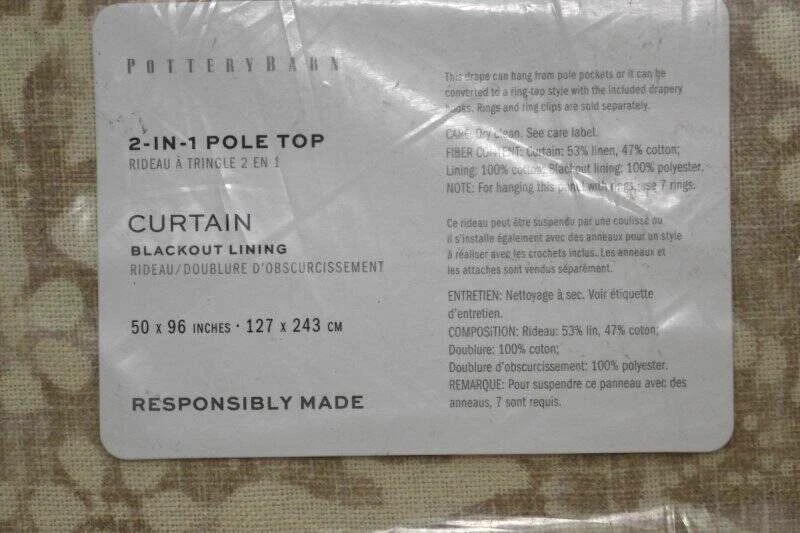 POTTERY BARN
2-IN-1 POLE TOP
RIDEAU À TRINGLE 2 EN 1
CURTAIN
BLACKOUT LINING
RIDEAU/DOUBLURE D'OBSCURCISSEMENT
50 x 96 INCHES · 127 x 243 CM
RESPONSIBLY MADE
This drape can hang from pole pockets or it can be
converted to a ring-top style with the included drapery
hooks. Rings and ring clips are sold separately.
CARE: Dry clean. See care label.
FIBER CONTENT: Curtain: 53% linen, 47% cotton;
Lining: 100% cotton; Blackout lining: 100% polyester.
NOTE: For hanging this panel with rings, use 7 rings.
Ce rideau peut être suspendu par une coulisse ou
il s'installe également avec des anneaux pour un style
à réaliser avec les crochets inclus. Les anneaux et
les attaches sont vendus séparément.
ENTRETIEN: Nettoyage à sec. Voir étiquette
d'entretien.
COMPOSITION: Rideau: 53% lin, 47% coton;
Doublure: 100% coton;
Doublure d'obscurcissement: 100% polyester.
REMARQUE: Pour suspendre ce panneau avec des
anneaus, 7 sont requis.